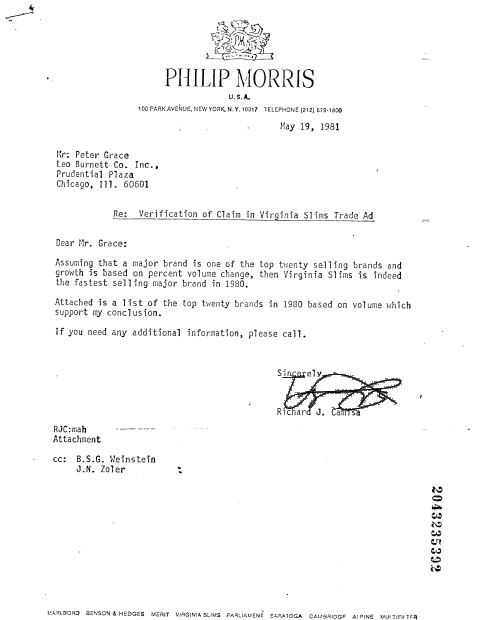 PHILIP MORRIS
U.S.A.
100 PARK AVENUE, NEW YORK, N.Y. 10017 TELEPHONE (212) 679-1800
May 19, 1981
Mr: Peter Grace
Leo Burnett Co. Inc.,
Prudential Plaza
Chicago, Ill. 60601
Re: Verification of Claim in Virginia Slims Trade Ad
Dear Mr. Grace:
Assuming that a major brand is one of the top twenty selling brands and
growth is based on percent volume change, then Virginia Slims is indeed
the fastest selling major brand in 1980.
Attached is a list of the top twenty brands in 1980 based on volume which
support my conclusion.
If you need any additional information, please call.
Sincerely,
Richard J. Camisa
RJC:mah
Attachment
cc: B.S.G. Weinstein
J.N. Zoler
2043235392
MARLBORO BENSON & HEDGES MERIT VIRGINIA SLIMS PARLIAMENT SARATOGA CAMBRIDGE ALPINE MULTIFILTER